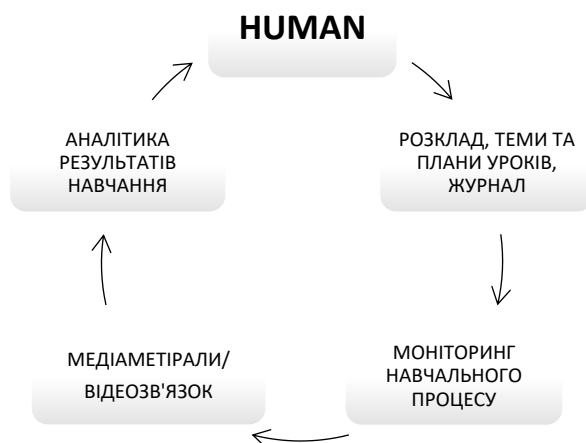 HUMAN
РОЗКЛАД, ТЕМИ ТА
ПЛАНИ УРОКІВ,
ЖУРНАЛ
МОНІТОРИНГ
НАВЧАЛЬНОГО
ПРОЦЕСУ
МЕДІАМЕТІРАЛИ/
ВІДЕОЗВ'ЯЗОК
АНАЛІТИКА
РЕЗУЛЬТАТІВ
НАВЧАННЯ